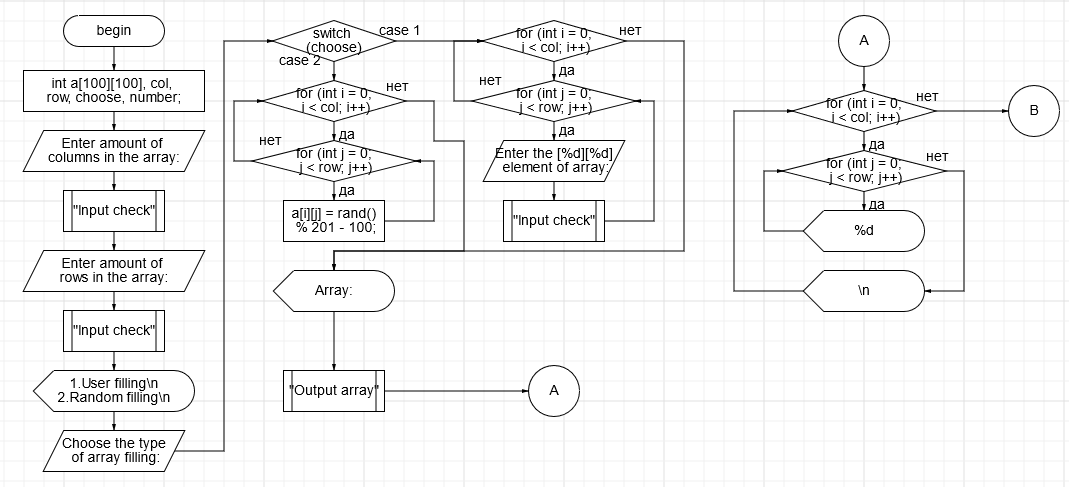 begin
int a[100][100], col,
row, choose, number;
Enter amount of
columns in the array:
"Input check"
Enter amount of
rows in the array:
"Input check"
1.User filling\n
2.Random filling\n
Choose the type
of array filling:
switch
(choose)
case 1
case 2
for (int i = 0,
i < col; i++)
нет
да
for (int j = 0,
j < row; j++)
нет
да
a[i][j] = rand()
% 201 - 100;
for (int i = 0,
i < col; i++)
нет
да
for (int j = 0,
j < row; j++)
нет
да
Enter the [%d][%d]
element of array:
"Input check"
Array:
"Output array"
A
A
for (int i = 0,
i < col; i++)
нет
B
да
for (int j = 0,
j < row; j++)
нет
да
%d
\n